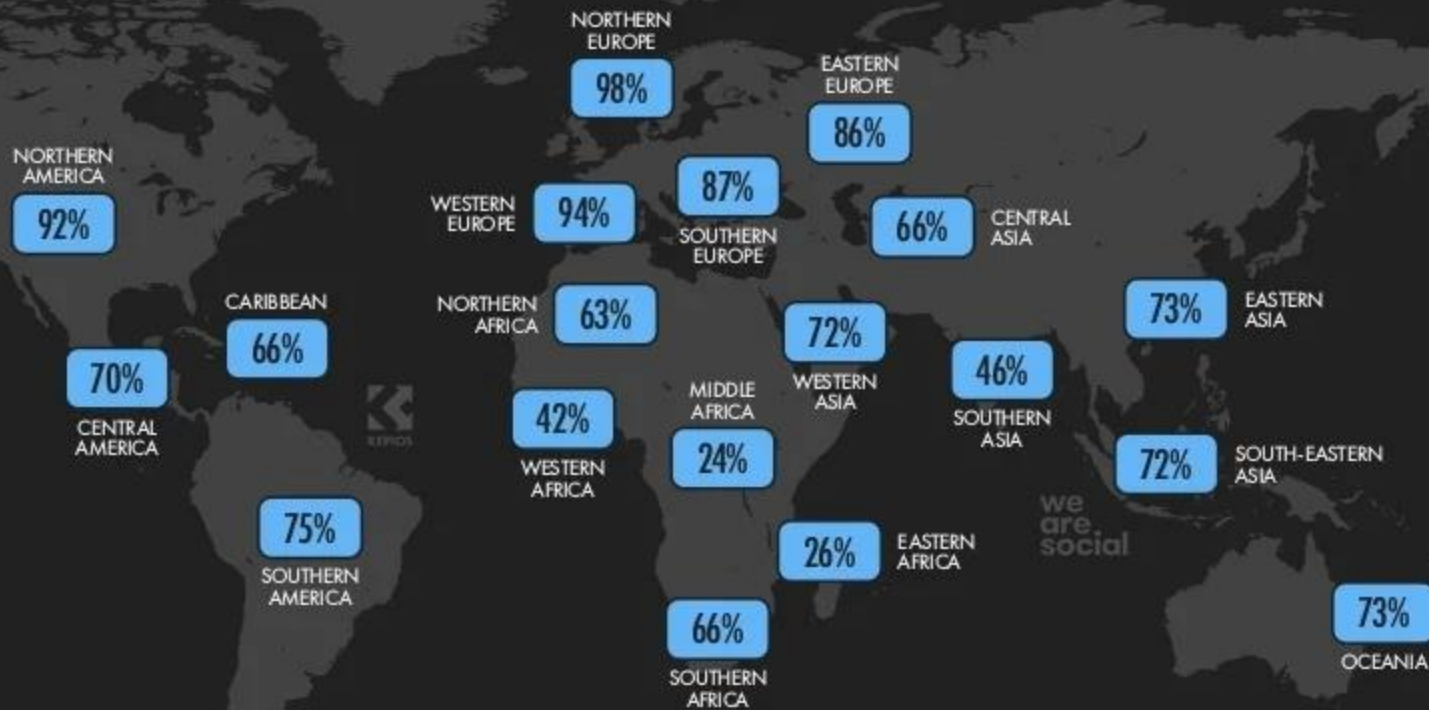 NORTHERN
EUROPE
98%
EASTERN
EUROPE
86%
NORTHERN
AMERICA
92%
WESTERN
EUROPE
94%
87%
SOUTHERN
EUROPE
66%
CENTRAL
ASIA
CARIBBEAN
66%
NORTHERN
AFRICA
63%
72%
WESTERN
ASIA
73%
EASTERN
ASIA
70%
CENTRAL
AMERICA
KEPIOS
42%
WESTERN
AFRICA
MIDDLE
AFRICA
24%
46%
SOUTHERN
ASIA
72%
SOUTH-EASTERN
ASIA
we
are
social
75%
SOUTHERN
AMERICA
26%
EASTERN
AFRICA
66%
SOUTHERN
AFRICA
73%
OCEANIA